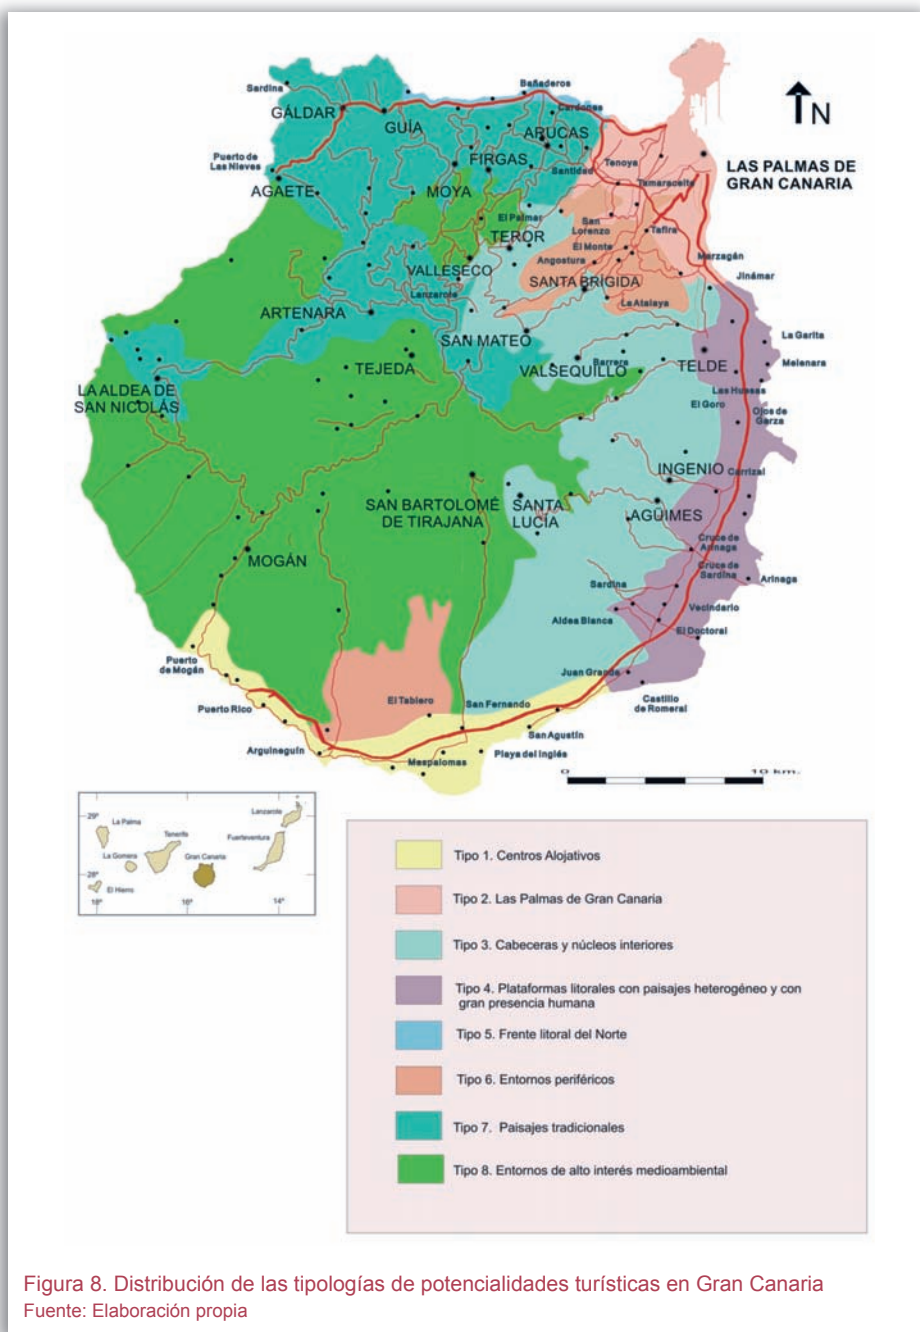 Sardina
GÁLDAR
GUÍA
Bañaderos
Cardones
ARUCAS
N
Puerto de
Las Nieves
AGAETE
FIRGAS
MOYA
Santidad
Tenoya
Tamaraceite
LAS PALMAS DE
GRAN CANARIA
El Palmar
TEROR
San
Lorenzo
Tafira
El Monte
Angostura
Marzagán
VALLESECO
SANTA BRÍGIDA
Jinámar
Lanzarote
La Atalaya
ARTENARA
SAN MATEO
La Garita
TEJEDA
VALSEQUILLO
Barrera
TELDE
Melenara
LA ALDEA DE
SAN NICOLÁS
Las Huesas
El Goro
Ojos de
Garza
INGENIO
Carrizal
SAN BARTOLOMÉ
DE TIRAJANA
SANTA
LUCÍA
AGÜIMES
MOGÁN
Cruce de
Arinaga
Cruce de
Sardina
Arinaga
Sardina
Aldea Blanca
Vecindario
El Doctoral
Puerto
de Mogán
Juan Grande
Puerto Rico
El Tablero
San Fernando
Castillo
de Romeral
San Agustín
Arguineguín
Playa del Inglés
Maspalomas
0
10 km.
29º
28º
18º
16º
14º
La Palma
La Gomera
El Hierro
Tenerife
Gran Canaria
Fuerteventura
Lanzarote
Tipo 1. Centros Alojativos
Tipo 2. Las Palmas de Gran Canaria
Tipo 3. Cabeceras y núcleos interiores
Tipo 4. Plataformas litorales con paisajes heterogéneo y con
gran presencia humana
Tipo 5. Frente litoral del Norte
Tipo 6. Entornos periféricos
Tipo 7. Paisajes tradicionales
Tipo 8. Entornos de alto interés medioambiental
Figura 8. Distribución de las tipologías de potencialidades turísticas en Gran Canaria
Fuente: Elaboración propia